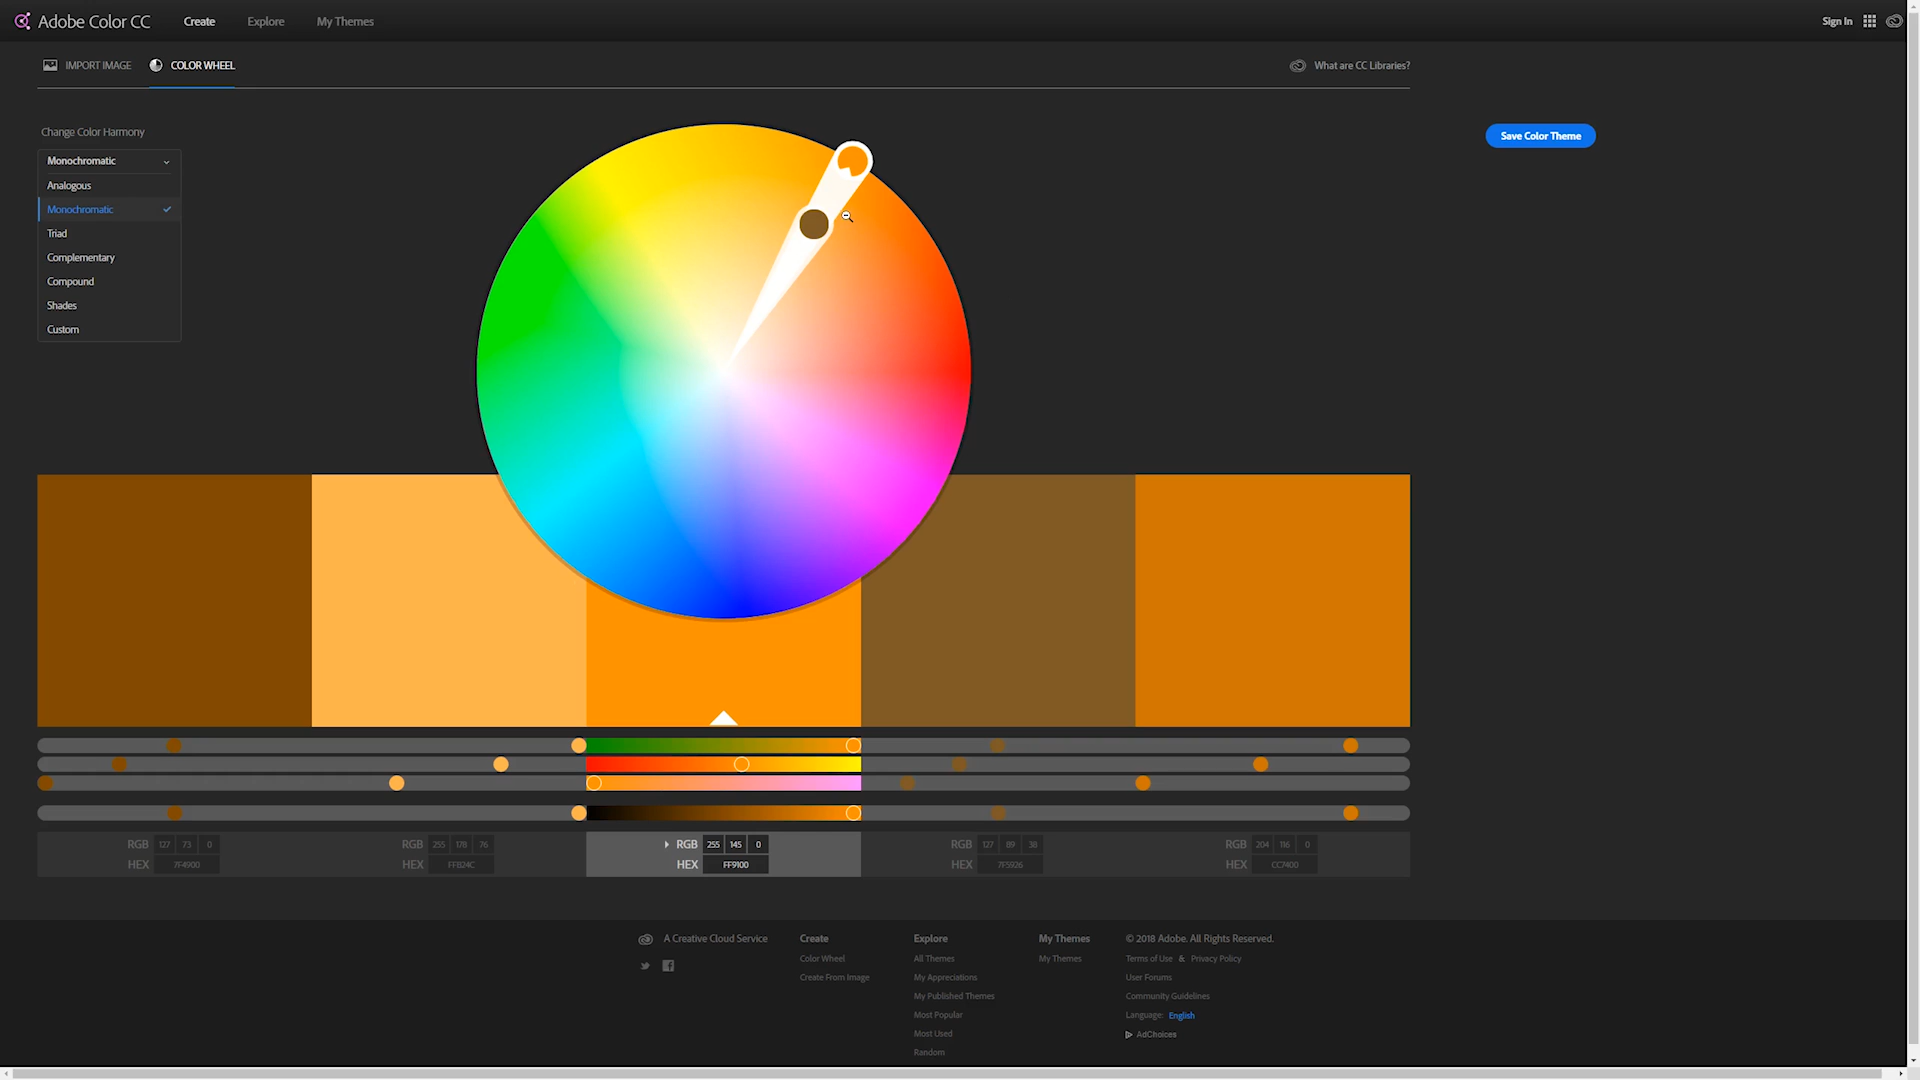 Adobe Color CC
Create
Explore
My Themes
Sign In
IMPORT IMAGE
COLOR WHEEL
What are CC Libraries?
Change Color Harmony
Save Color Theme
Monochromatic
Analogous
Monochromatic
Triad
Complementary
Compound
Shades
Custom
RGB 127 73 0
HEX 7F4900
RGB 255 178 76
HEX FFB24C
RGB 255 145 0
HEX FF9100
RGB 127 89 38
HEX 7F5926
RGB 204 116 0
HEX CC7400
A Creative Cloud Service
Create
Color Wheel
Create From Image
Explore
All Themes
My Appreciations
My Published Themes
Most Popular
Most Used
Random
My Themes
My Themes
© 2018 Adobe. All Rights Reserved.
Terms of Use & Privacy Policy
User Forums
Community Guidelines
Language: English
AdChoices